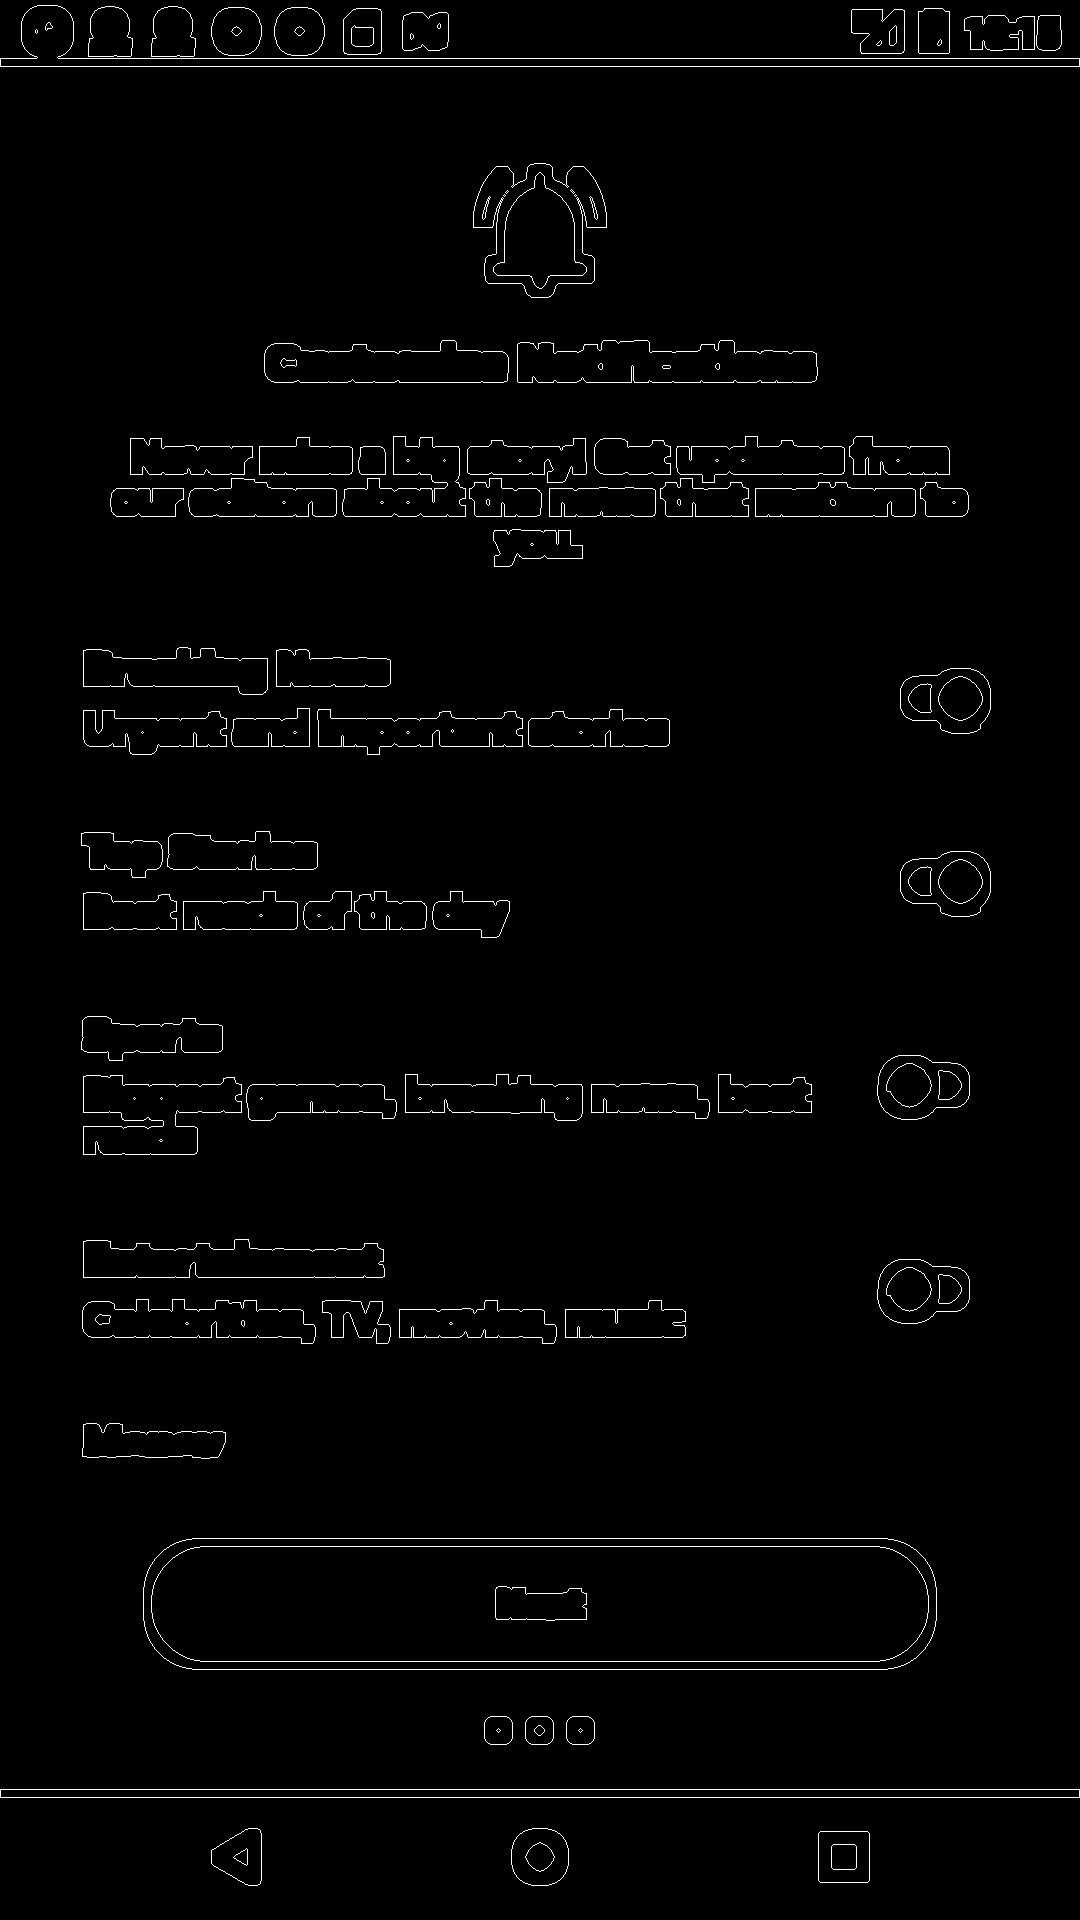 Customize Notifications
Never miss a big story! Get updates from
our editors about the news that matters to
you.
Breaking News
Urgent and important stories
Top Stories
Best reads of the day
Sports
Biggest games, breaking news, best
reads
Entertainment
Celebrities, TV, movies, music
Money
Next